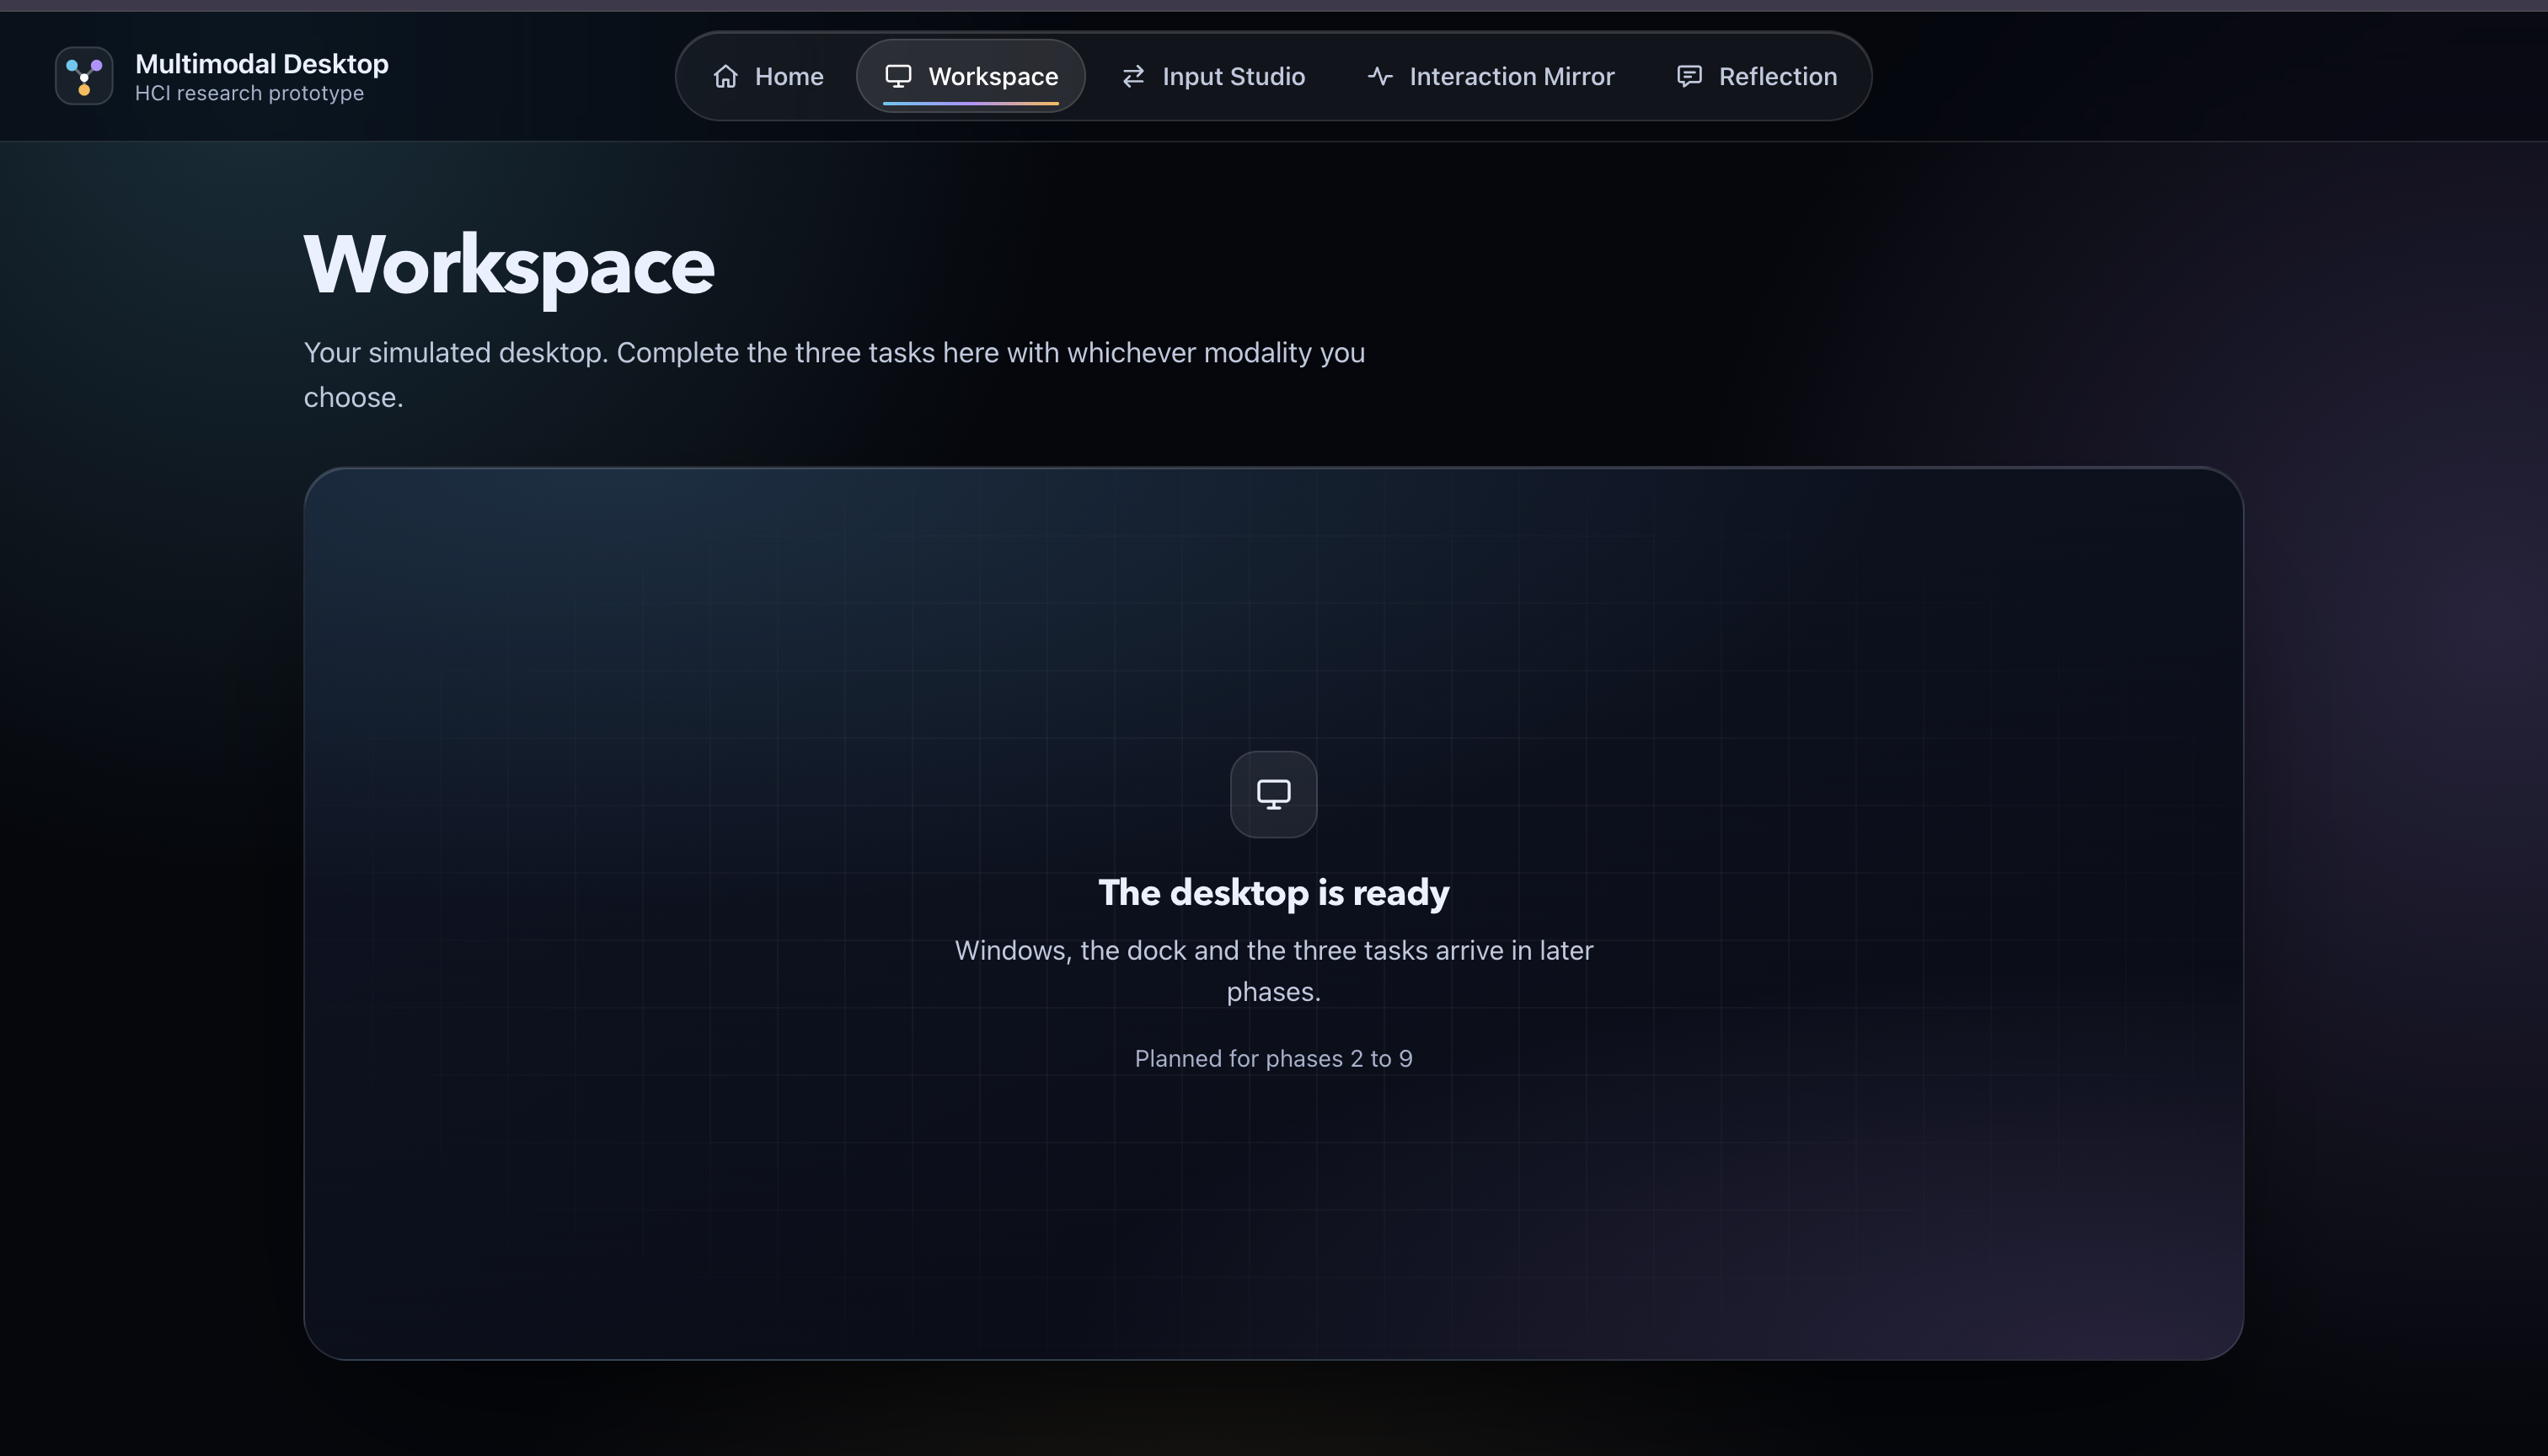 Multimodal Desktop
HCI research prototype
Home
Workspace
Input Studio
Interaction Mirror
Reflection
Workspace
Your simulated desktop. Complete the three tasks here with whichever modality you
choose.
The desktop is ready
Windows, the dock and the three tasks arrive in later
phases.
Planned for phases 2 to 9